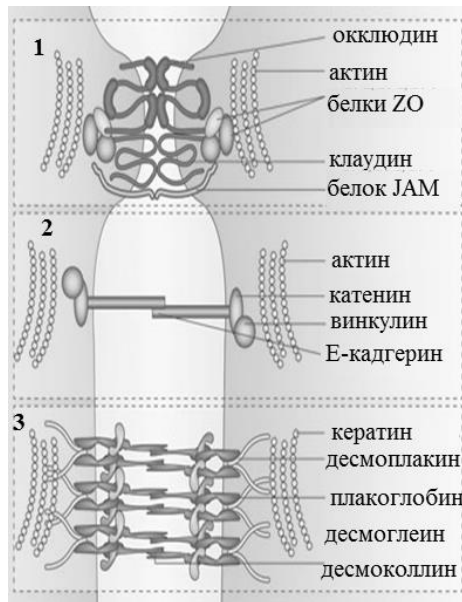 1
окклюдин
актин
белки ZO
клаудин
белок JAM
2
актин
катенин
винкулин
Е-кадгерин
3
кератин
десмоплакин
плакоглобин
десмоглеин
десмоколлин